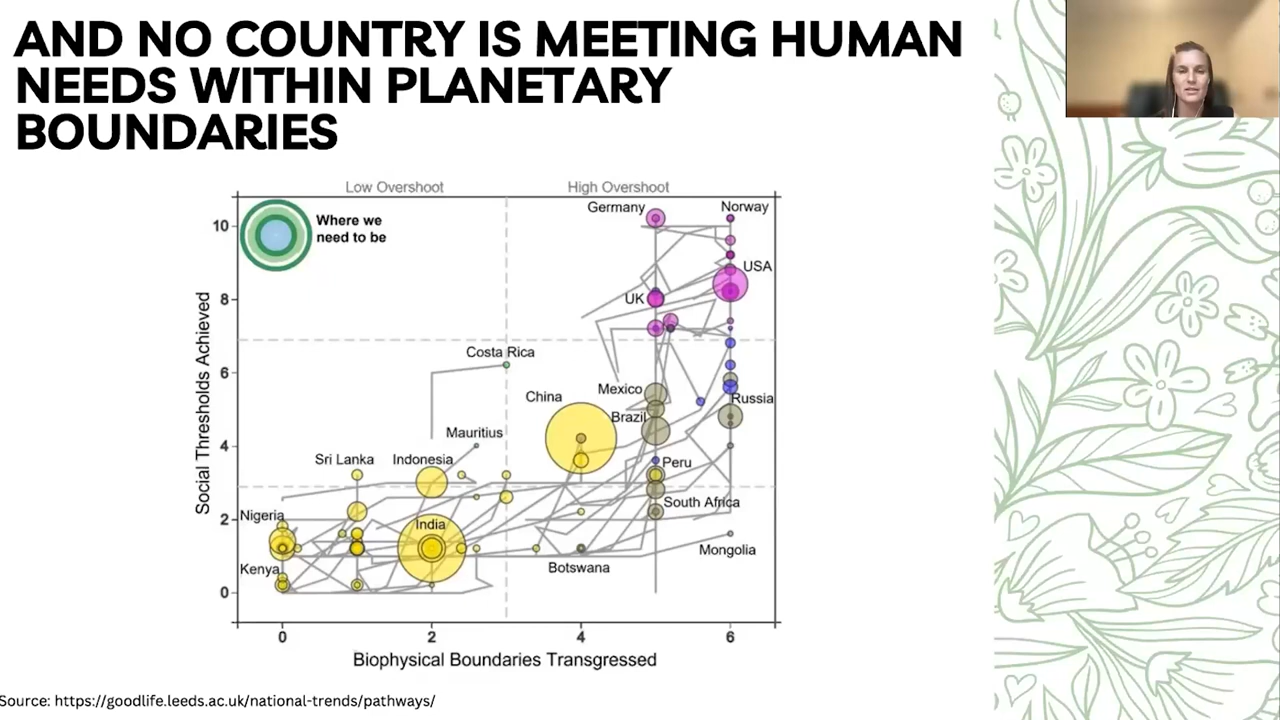 AND NO COUNTRY IS MEETING HUMAN
NEEDS WITHIN PLANETARY
BOUNDARIES
Low Overshoot
High Overshoot
Where we
need to be
Germany
Norway
USA
UK
Costa Rica
China
Mexico
Brazil
Russia
Mauritius
Sri Lanka
Indonesia
Peru
South Africa
Nigeria
India
Mongolia
Kenya
Botswana
Social Thresholds Achieved
10
8
6
4
2
0
0
2
4
6
Biophysical Boundaries Transgressed
Source: https://goodlife.leeds.ac.uk/national-trends/pathways/